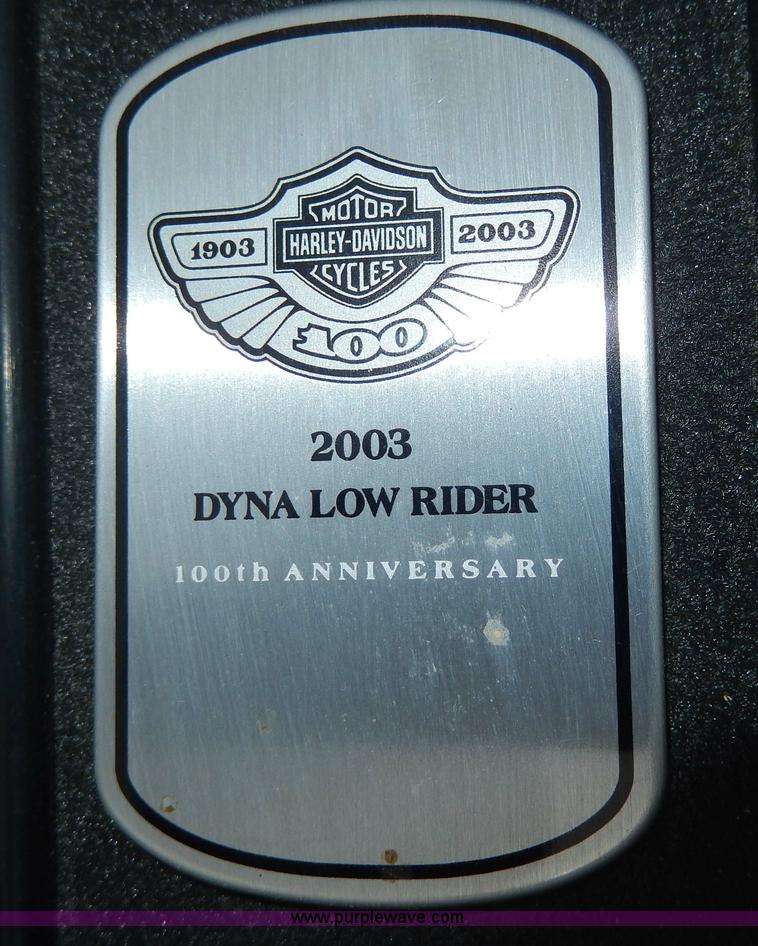 MOTOR
1903 HARLEY-DAVIDSON 2003
CYCLES
100
2003
DYNA LOW RIDER
100th ANNIVERSARY
www.purplewave.com